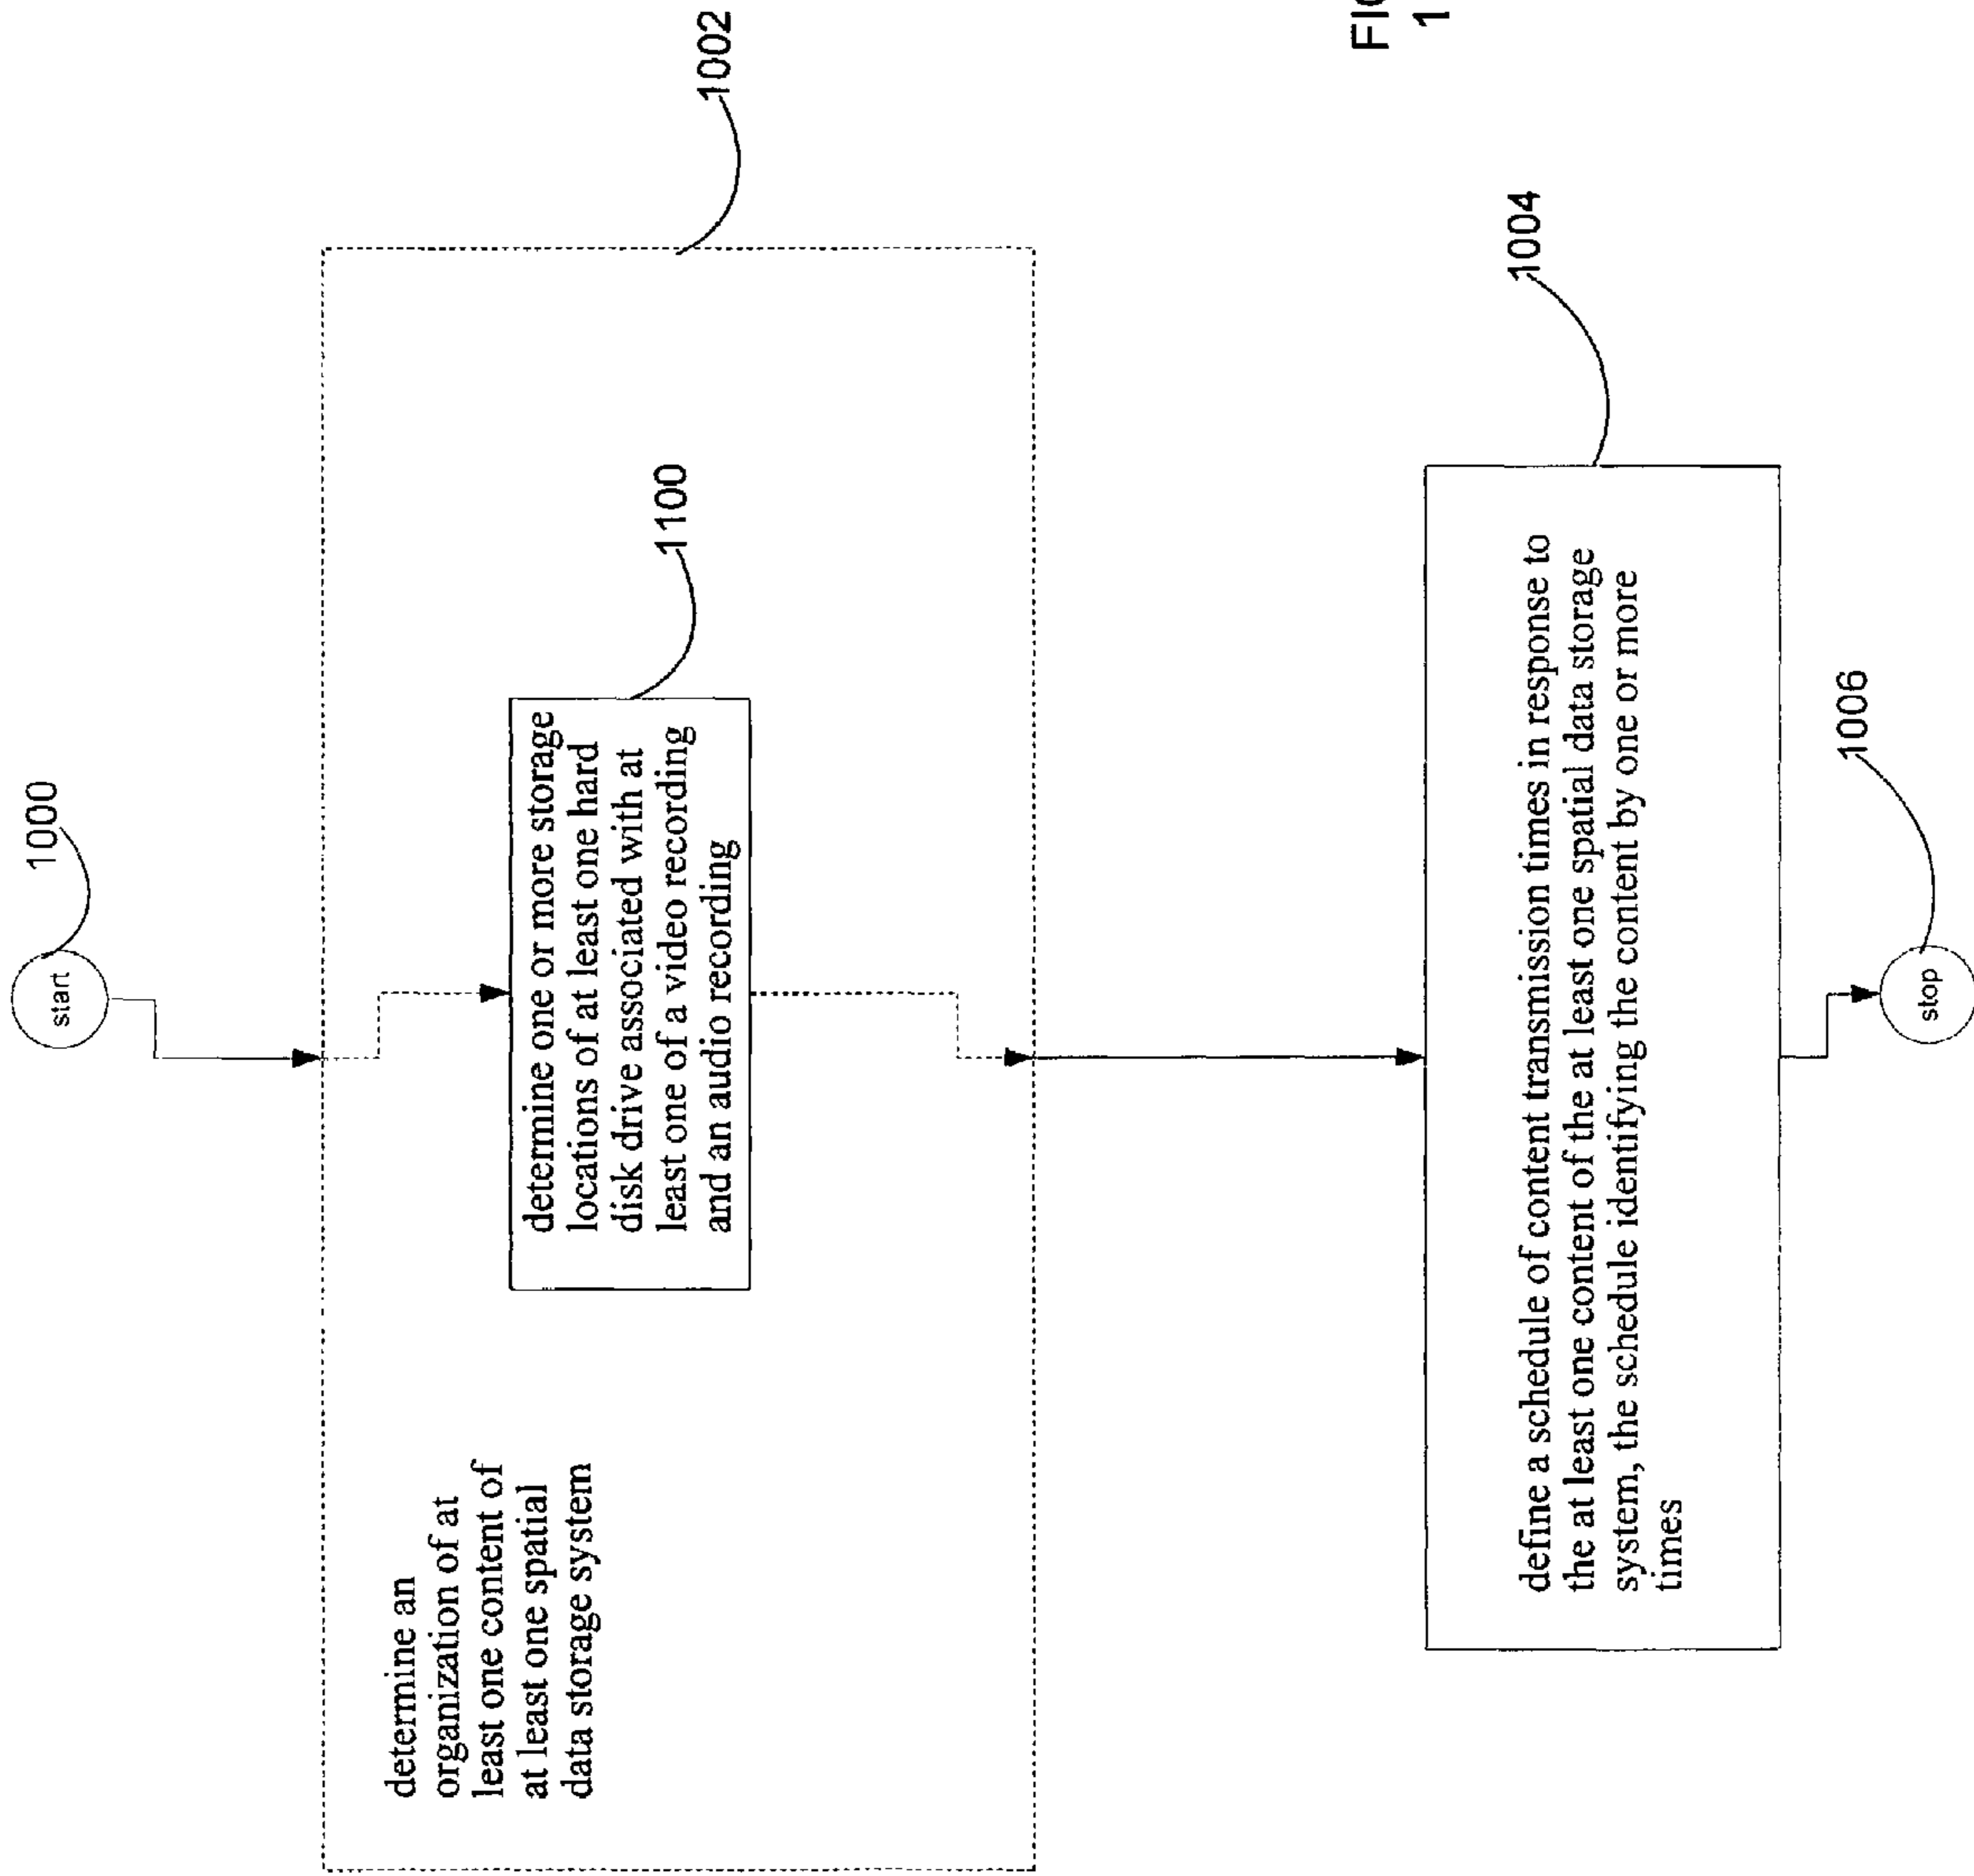 1000
start
1002
determine an
organization of at
least one content of
at least one spatial
data storage system
1100
determine one or more storage
locations of at least one hard
disk drive associated with at
least one of a video recording
and an audio recording
1004
define a schedule of content transmission times in response to
the at least one content of the at least one spatial data storage
system, the schedule identifying the content by one or more
times
1006
stop